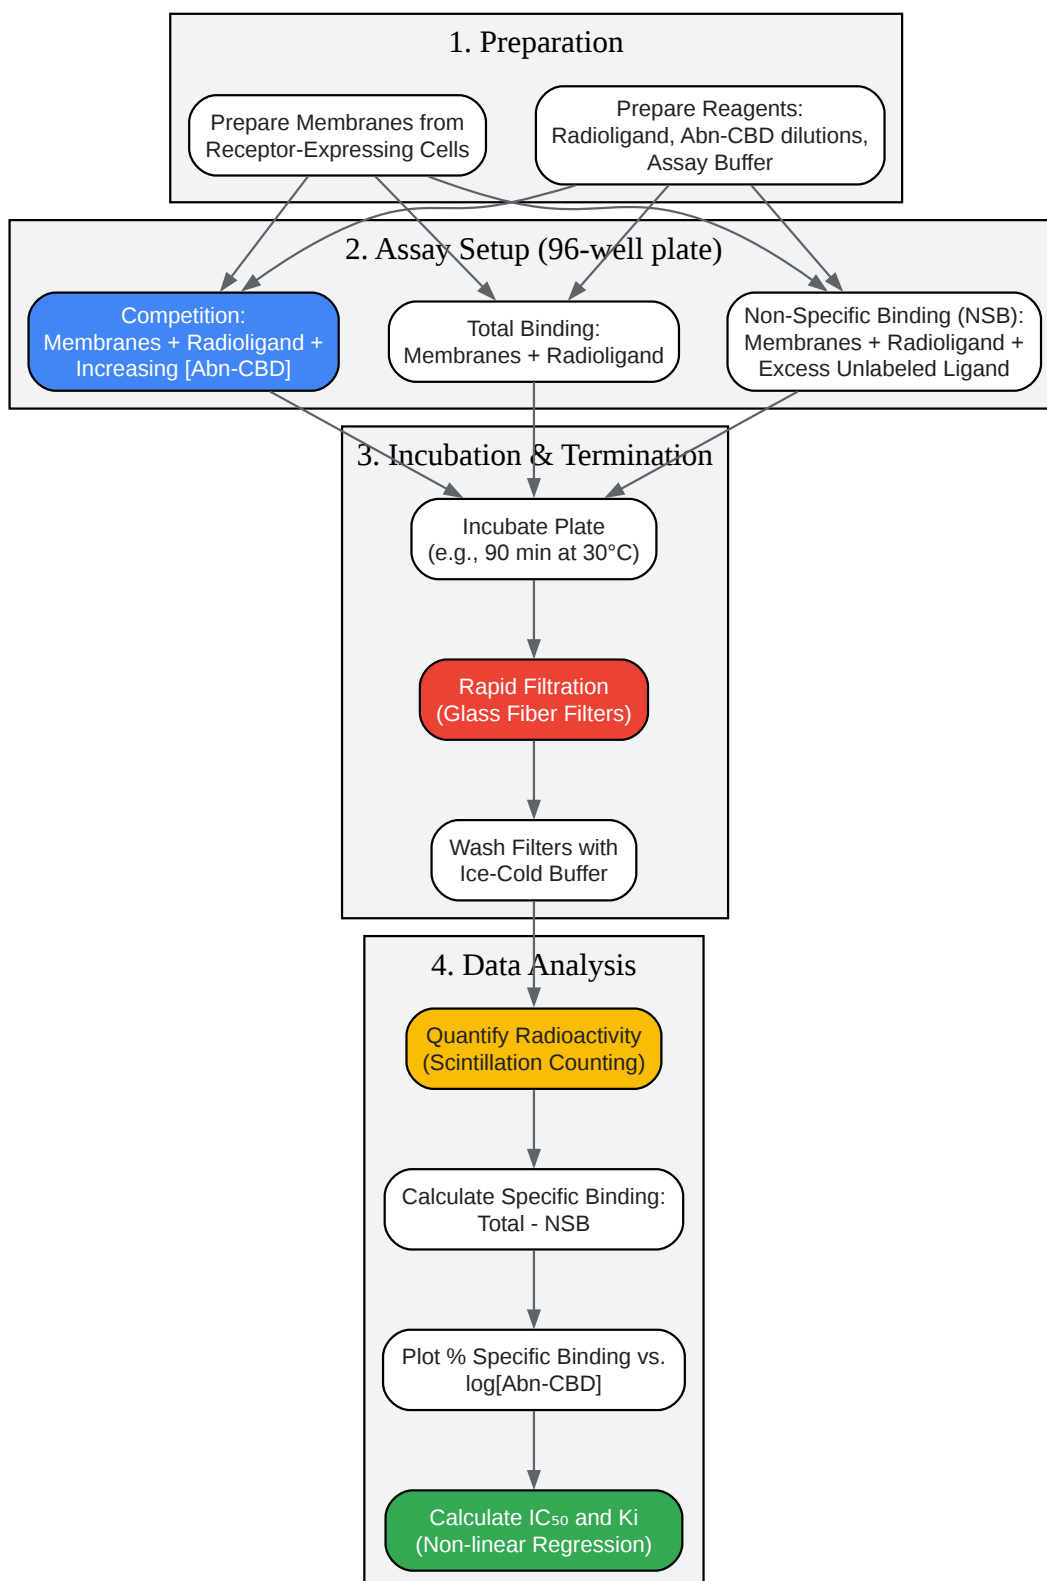 1. Preparation
Prepare Membranes from
Receptor-Expressing Cells
Prepare Reagents:
Radioligand, Abn-CBD dilutions,
Assay Buffer
2. Assay Setup (96-well plate)
Competition:
Membranes + Radioligand +
Increasing [Abn-CBD]
Total Binding:
Membranes + Radioligand
Non-Specific Binding (NSB):
Membranes + Radioligand +
Excess Unlabeled Ligand
3. Incubation & Termination
Incubate Plate
(e.g., 90 min at 30°C)
Rapid Filtration
(Glass Fiber Filters)
Wash Filters with
Ice-Cold Buffer
4. Data Analysis
Quantify Radioactivity
(Scintillation Counting)
Calculate Specific Binding:
Total - NSB
Plot % Specific Binding vs.
log[Abn-CBD]
Calculate IC₅₀ and Ki
(Non-linear Regression)